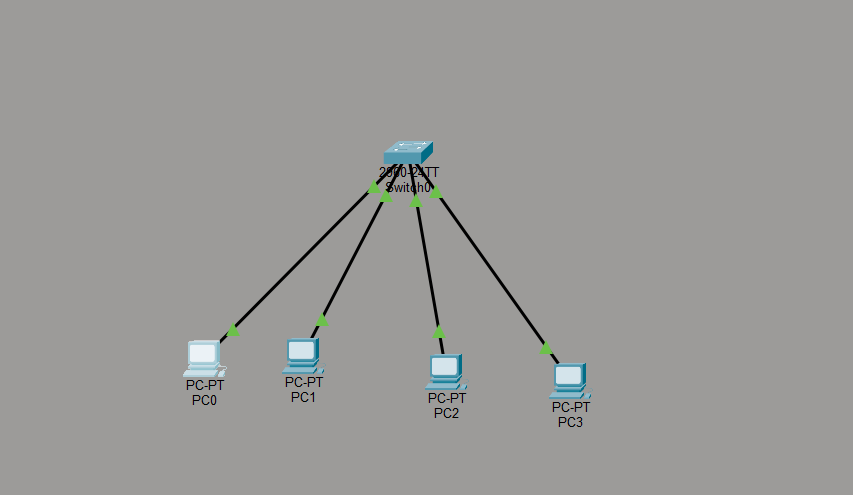 2960-24TT
Switch0
PC-PT
PC0
PC-PT
PC1
PC-PT
PC2
PC-PT
PC3